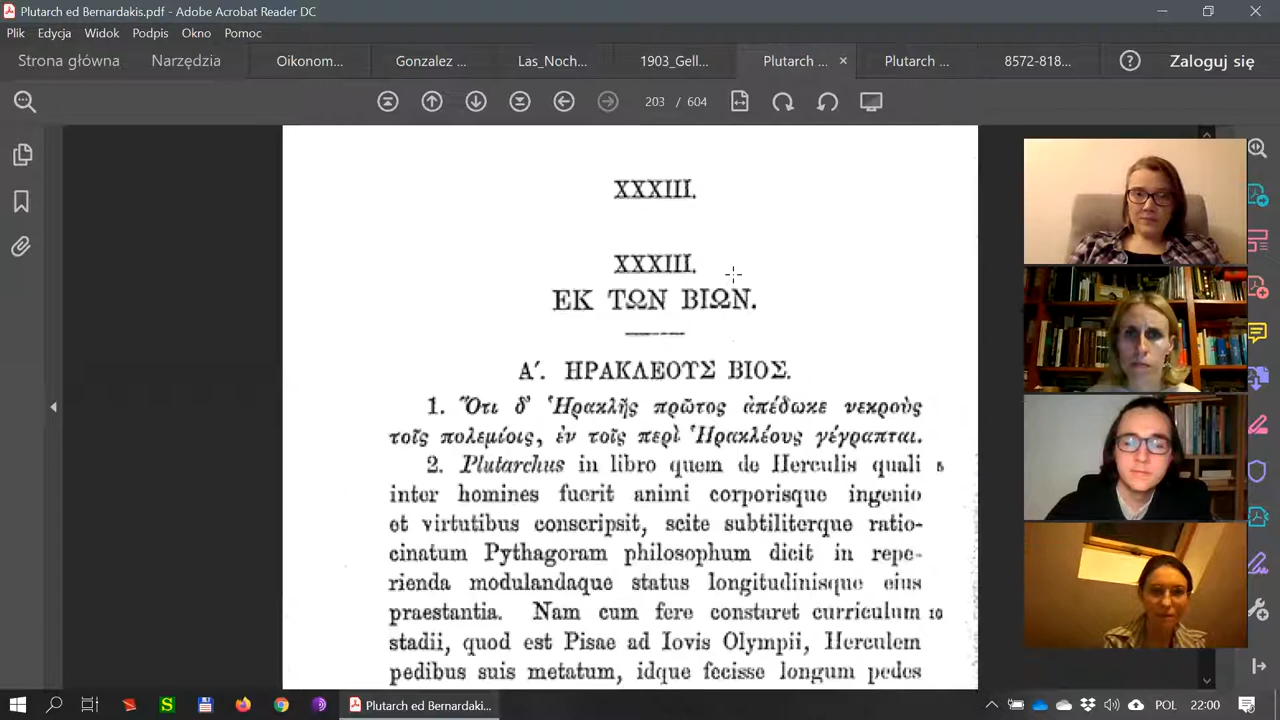 Plutarch ed Bernardakis.pdf - Adobe Acrobat Reader DC
Plik Edycja Widok Podpis Okno Pomoc
Strona główna Narzędzia Oikonom... Gonzalez ... Las_Noch... 1903_Gell... Plutarch ... Plutarch ... 8572-818... Zaloguj się
203 / 604
XXXIII.
XXXIII.
ΕΚ ΤΩΝ ΒΙΩΝ.
Α΄. ΗΡΑΚΛΕΟΤΣ ΒΙΟΣ.
1. Ὅτι δ' Ἡρακλῆς πρῶτος ἀπέδωκε νεκροὺς
τοῖς πολεμίοις, ἐν τοῖς περὶ Ἡρακλέους γέγραπται.
2. Plutarchus in libro quem de Herculis quali 5
inter homines fuerit animi corporisque ingenio
et virtutibus conscripsit, scite subtiliterque ratio-
cinatum Pythagoram philosophum dicit in repe-
rienda modulandaque status longitudinisque eius
praestantia. Nam cum fere constaret curriculum 10
stadii, quod est Pisae ad Iovis Olympii, Herculem
pedibus suis metatum, idque fecisse longum pedes
Plutarch ed Bernardaki...
POL 22:00